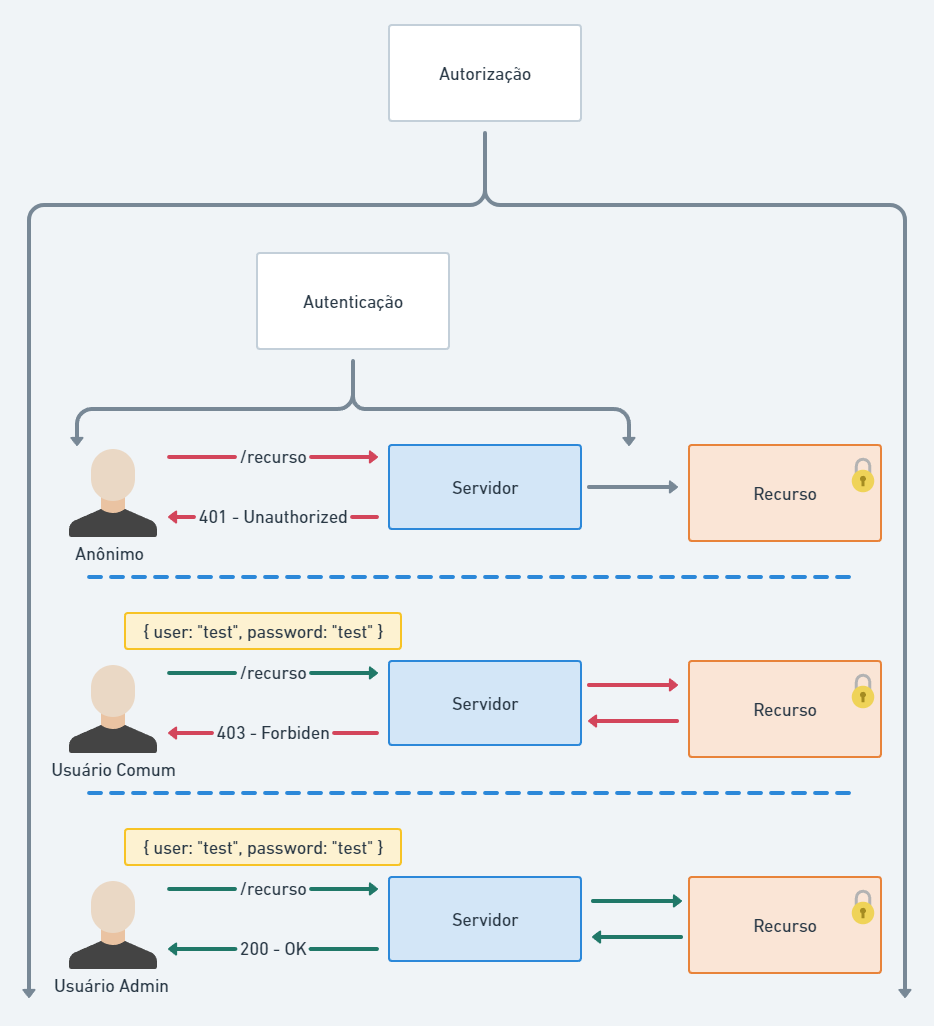 Autorização
Autenticação
/recurso
Servidor
Recurso
401 - Unauthorized
Anônimo
{ user: "test", password: "test" }
/recurso
Servidor
Recurso
403 - Forbiden
Usuário Comum
{ user: "test", password: "test" }
/recurso
Servidor
Recurso
200 - OK
Usuário Admin